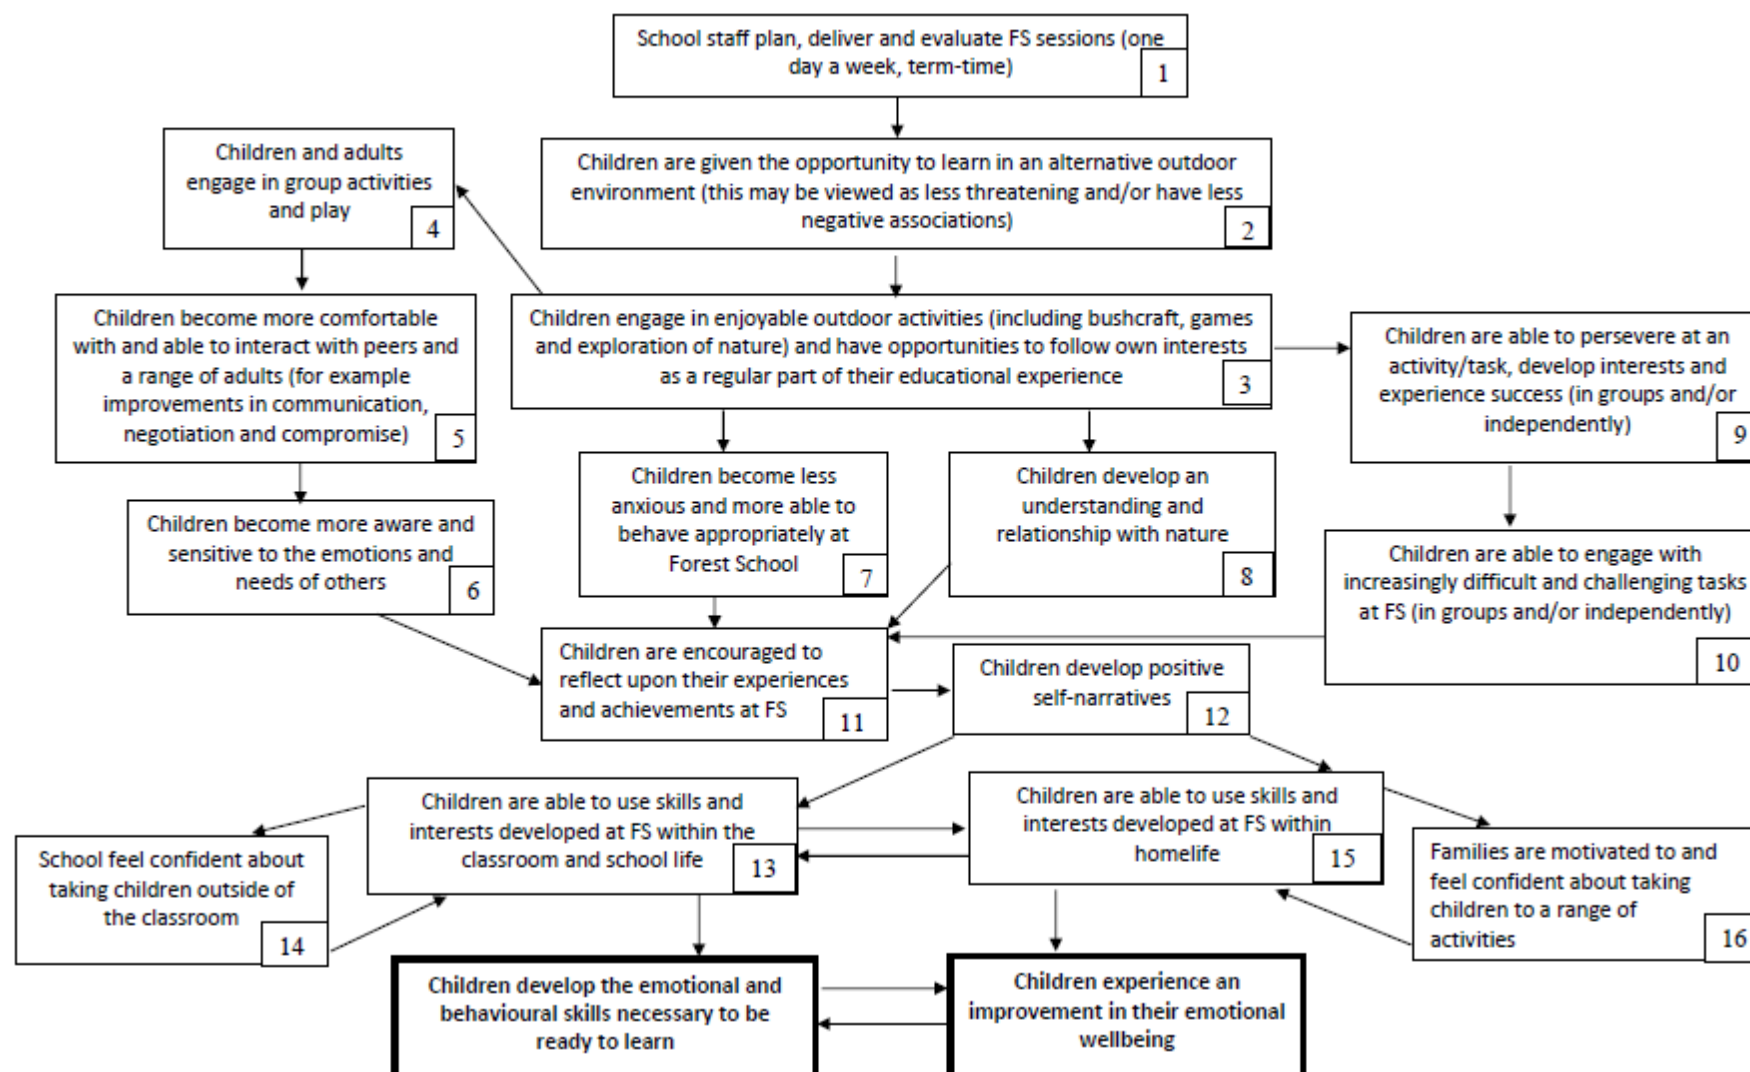 School staff plan, deliver and evaluate FS sessions (one
day a week, term-time)
1
Children are given the opportunity to learn in an alternative outdoor
environment (this may be viewed as less threatening and/or have less
negative associations)
2
Children engage in enjoyable outdoor activities (including bushcraft, games
and exploration of nature) and have opportunities to follow own interests
as a regular part of their educational experience
3
Children and adults
engage in group activities
and play
4
Children become more comfortable
with and able to interact with peers and
a range of adults (for example
improvements in communication,
negotiation and compromise)
5
Children become more aware and
sensitive to the emotions and
needs of others
6
Children become less
anxious and more able to
behave appropriately at
Forest School
7
Children develop an
understanding and
relationship with nature
8
Children are able to persevere at an
activity/task, develop interests and
experience success (in groups and/or
independently)
9
Children are able to engage with
increasingly difficult and challenging tasks
at FS (in groups and/or independently)
10
Children are encouraged to
reflect upon their experiences
and achievements at FS
11
Children develop positive
self-narratives
12
Children are able to use skills and
interests developed at FS within the
classroom and school life
13
School feel confident about
taking children outside of
the classroom
14
Children are able to use skills and
interests developed at FS within
homelife
15
Families are motivated to and
feel confident about taking
children to a range of
activities
16
Children develop the emotional and
behavioural skills necessary to be
ready to learn
Children experience an
improvement in their emotional
wellbeing